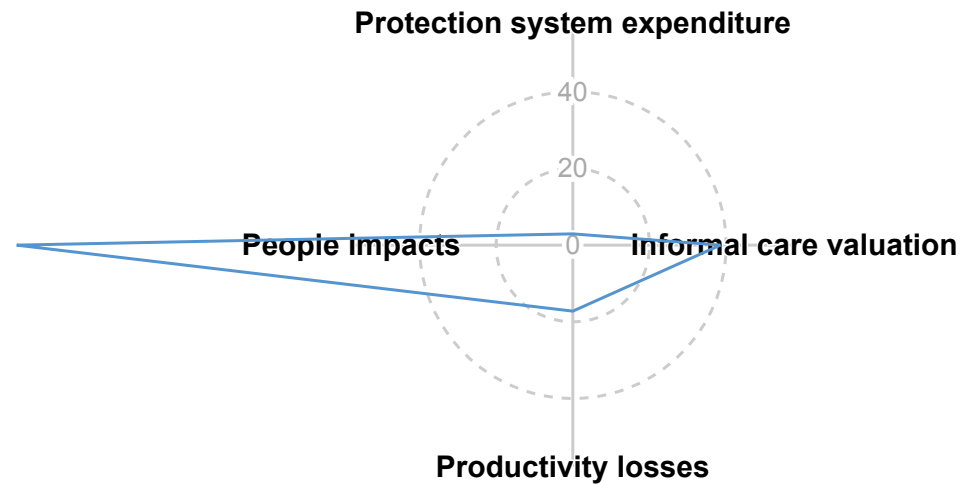 Protection system expenditure
40
20
People impacts
0
Informal care valuation
Productivity losses